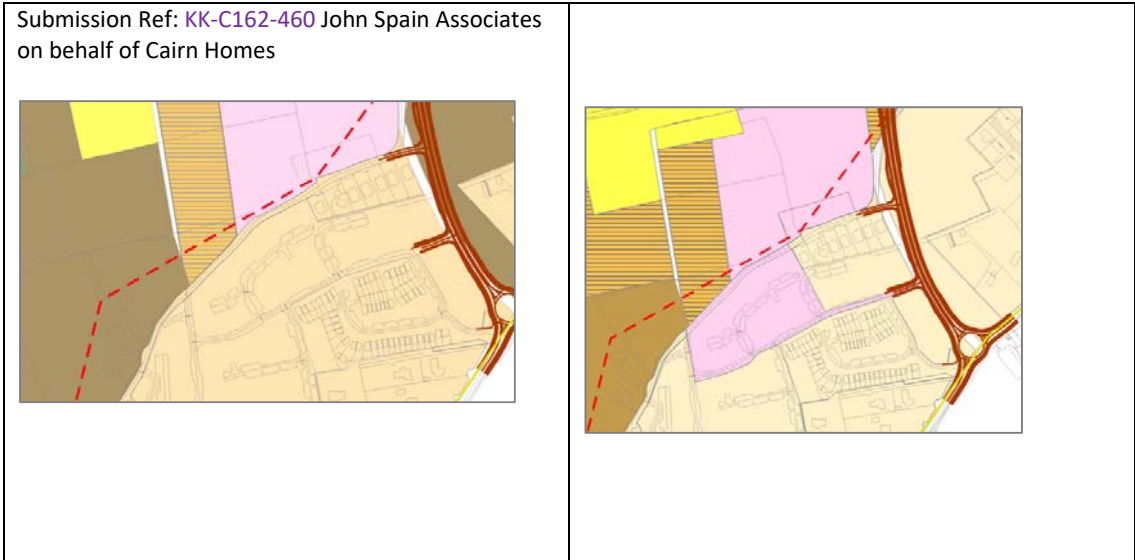 Submission Ref: KK-C162-460 John Spain Associates
on behalf of Cairn Homes